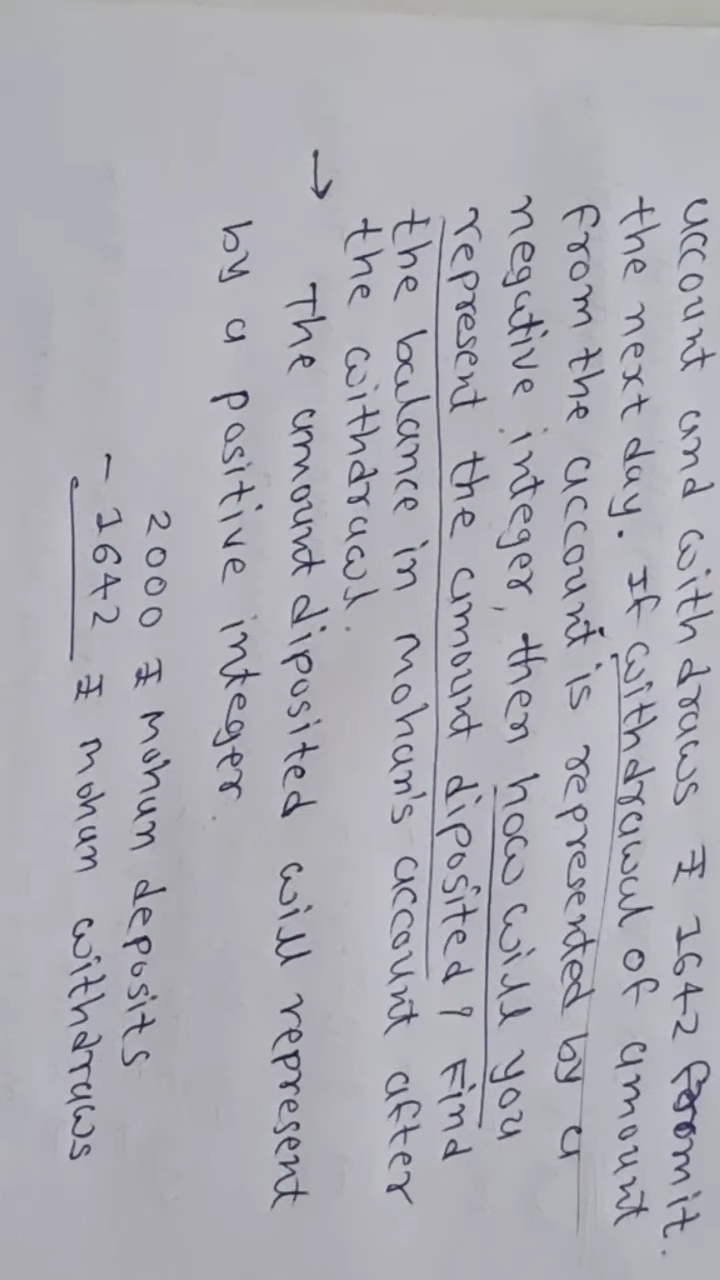 account and withdraws ₹ 1642 from it.
the next day. If withdrawal of amount
from the account is represented by a
negative integer, then how will you
represent the amount diposited? Find
the balance in Mohan's account after
the withdrawl.
→ The amount diposited will represent
by a positive integer.
2000 ₹ Mohan deposits
- 1642 ₹ Mohan withdraws